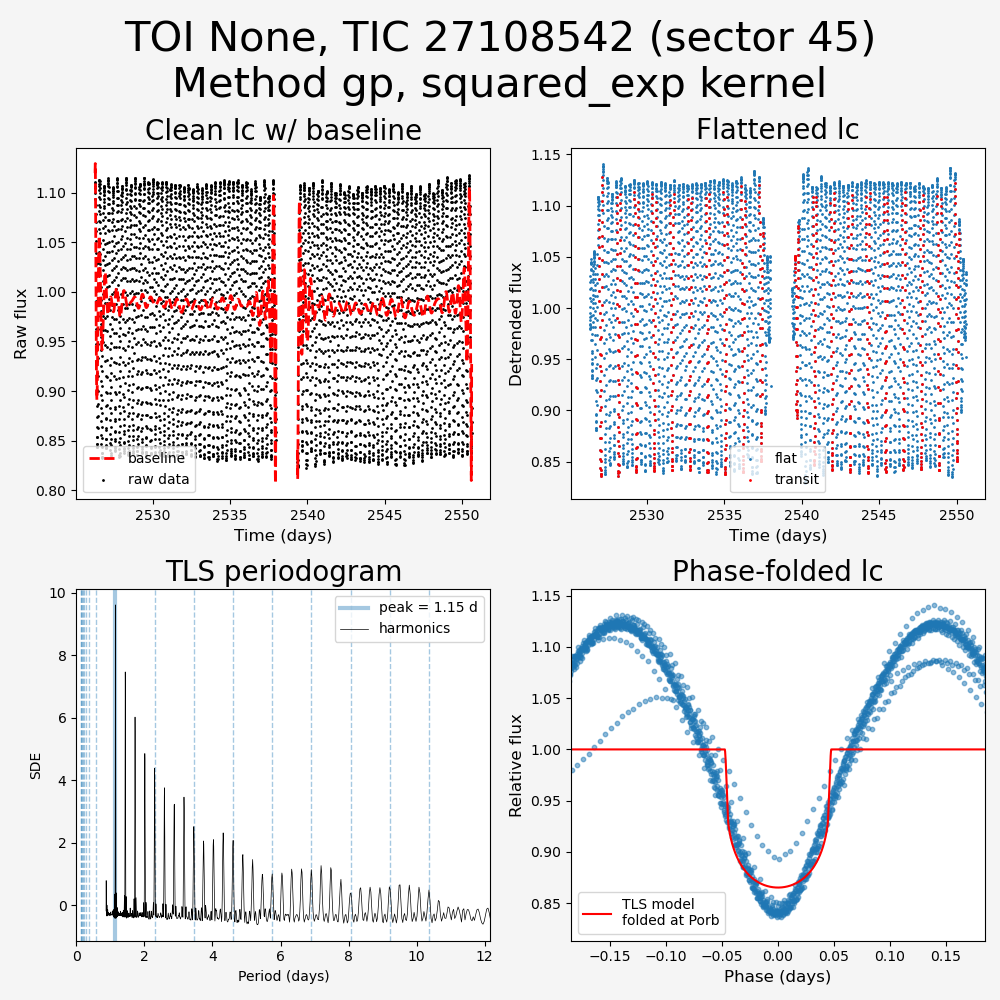 TOI None, TIC 27108542 (sector 45)
Method gp, squared_exp kernel
Clean lc w/ baseline
Raw flux
1.10
1.05
1.00
0.95
0.90
0.85
0.80
baseline
raw data
2530 2535 2540 2545 2550
Time (days)
Flattened lc
Detrended flux
1.15
1.10
1.05
1.00
0.95
0.90
0.85
flat
transit
2530 2535 2540 2545 2550
Time (days)
TLS periodogram
SDE
10
8
6
4
2
0
peak = 1.15 d
harmonics
0 2 4 6 8 10 12
Period (days)
Phase-folded lc
Relative flux
1.15
1.10
1.05
1.00
0.95
0.90
0.85
TLS model
folded at Porb
−0.15 −0.10 −0.05 0.00 0.05 0.10 0.15
Phase (days)